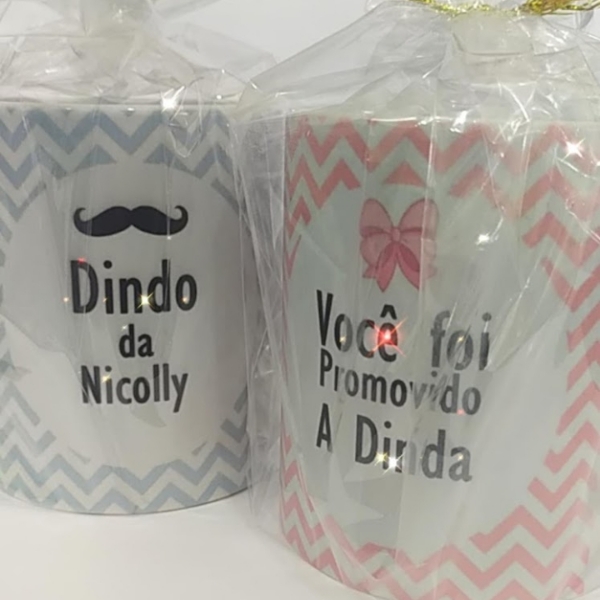 Dindo
da
Nicolly
Você foi
Promovido
A Dinda